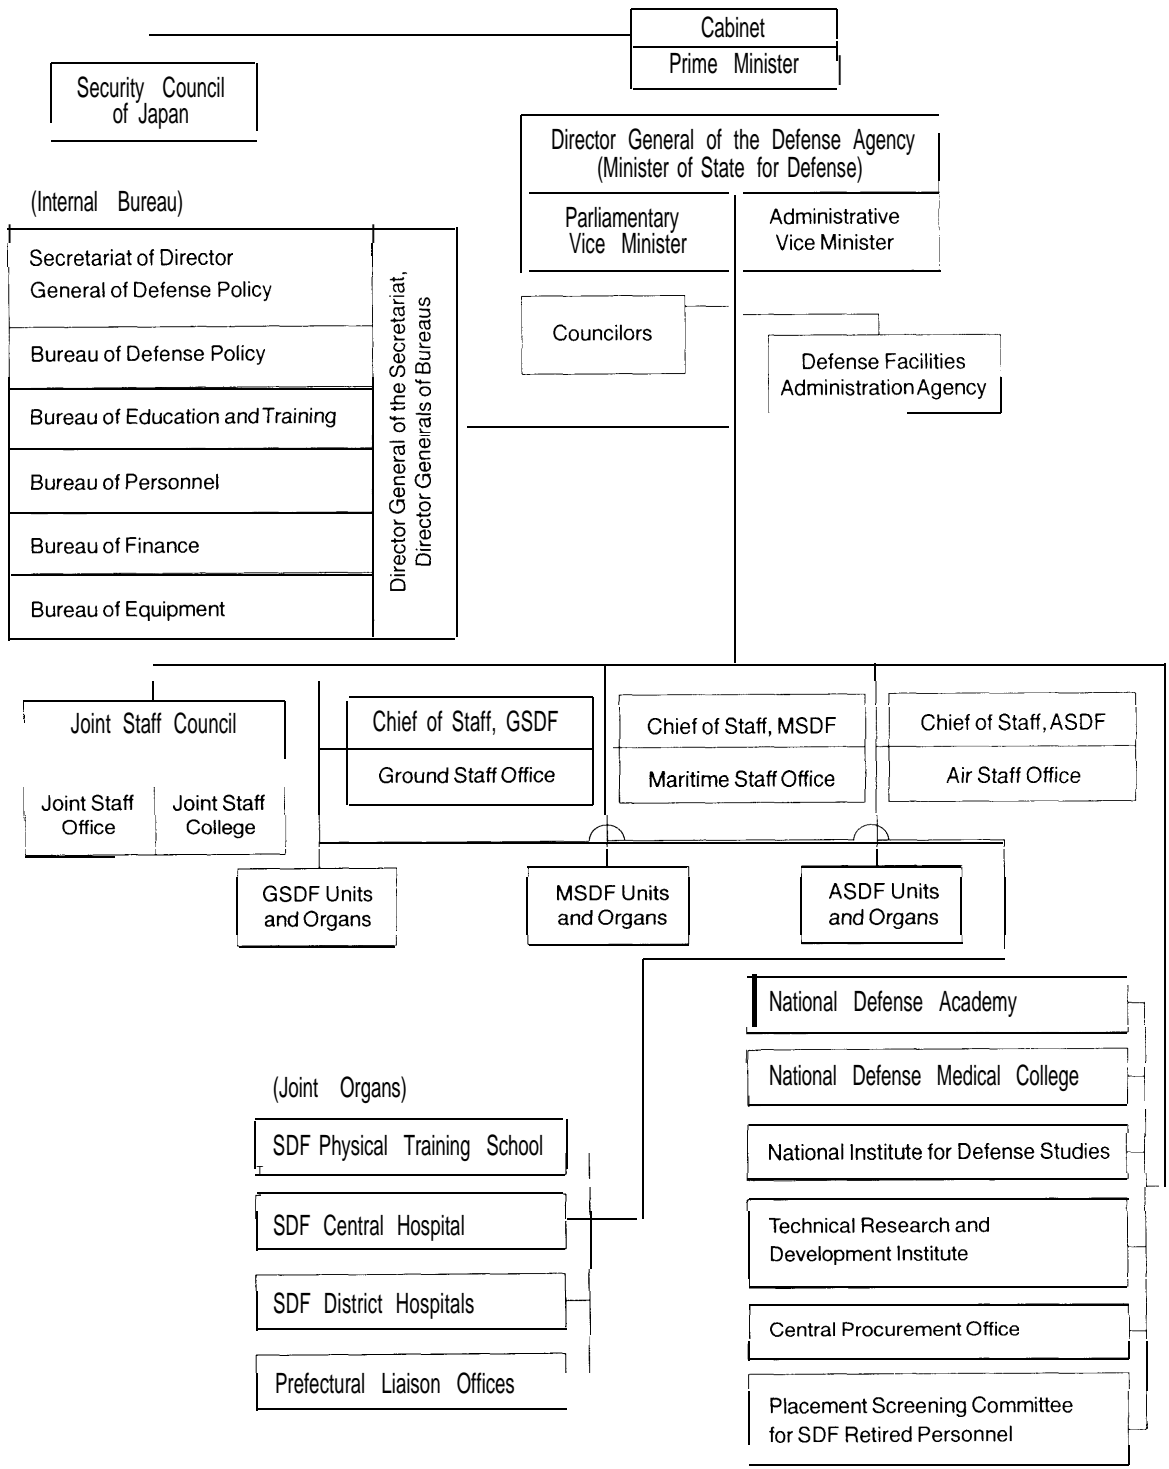 Cabinet
Prime Minister
Security Council
of Japan
Director General of the Defense Agency
(Minister of State for Defense)
Parliamentary
Vice Minister
Administrative
Vice Minister
(Internal Bureau)
Secretariat of Director
General of Defense Policy
Bureau of Defense Policy
Bureau of Education and Training
Bureau of Personnel
Bureau of Finance
Bureau of Equipment
Director General of the Secretariat,
Director Generals of Bureaus
Councilors
Defense Facilities
Administration Agency
Joint Staff Council
Joint Staff
Office
Joint Staff
College
Chief of Staff, GSDF
Ground Staff Office
Chief of Staff, MSDF
Maritime Staff Office
Chief of Staff, ASDF
Air Staff Office
GSDF Units
and Organs
MSDF Units
and Organs
ASDF Units
and Organs
(Joint Organs)
SDF Physical Training School
SDF Central Hospital
SDF District Hospitals
Prefectural Liaison Offices
National Defense Academy
National Defense Medical College
National Institute for Defense Studies
Technical Research and
Development Institute
Central Procurement Office
Placement Screening Committee
for SDF Retired Personnel